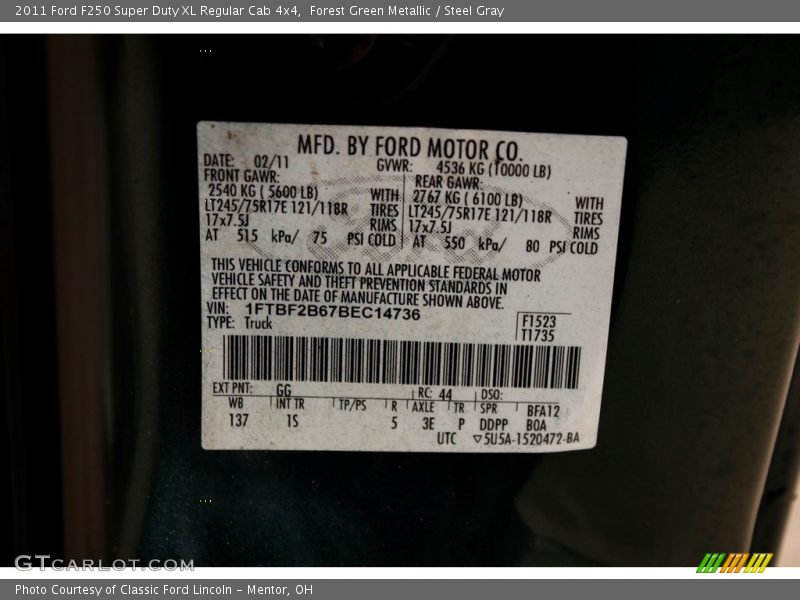 2011 Ford F250 Super Duty XL Regular Cab 4x4,  Forest Green Metallic / Steel Gray
MFD. BY FORD MOTOR CO.
DATE: 02/11 GVWR: 4536 KG (10000 LB)
FRONT GAWR: REAR GAWR:
2540 KG ( 5600 LB) WITH 2767 KG ( 6100 LB) WITH
LT245/75R17E 121/118R TIRES LT245/75R17E 121/118R TIRES
17x7.5J RIMS 17x7.5J RIMS
AT 515 kPa/ 75 PSI COLD AT 550 kPa/ 80 PSI COLD
THIS VEHICLE CONFORMS TO ALL APPLICABLE FEDERAL MOTOR
VEHICLE SAFETY AND THEFT PREVENTION STANDARDS IN
EFFECT ON THE DATE OF MANUFACTURE SHOWN ABOVE.
VIN: 1FTBF2B67BEC14736 F1523
TYPE: Truck T1735
EXT PNT: GG RC: 44 DSO:
WB INT TR TP/PS R AXLE TR SPR BFA12
137 1S 5 3E P DDPP BOA
UTC ▽5U5A-1520472-BA
GTCARLOT.COM
Photo Courtesy of Classic Ford Lincoln - Mentor, OH